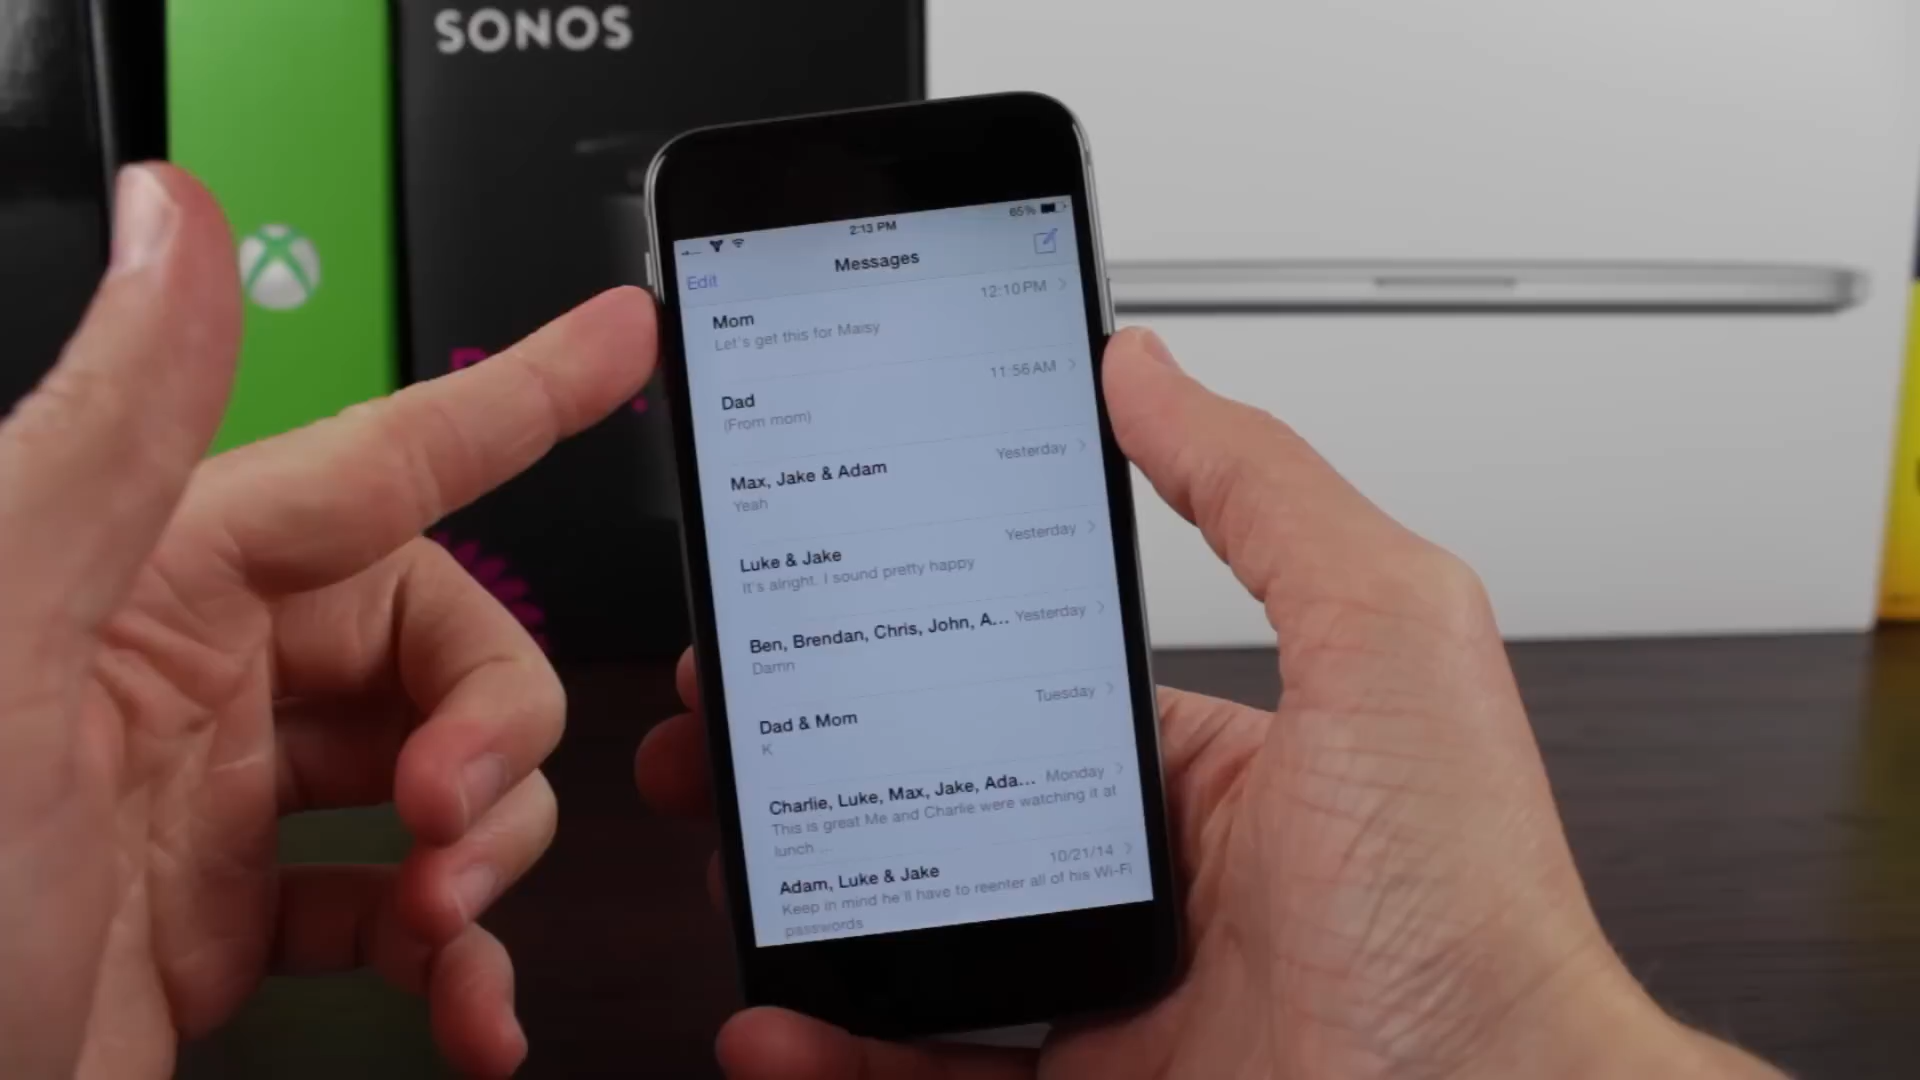 SONOS
2:13 PM
65%
Edit
Messages
Mom
12:10 PM
Let's get this for Maisy
Dad
11:56 AM
(From mom)
Max, Jake & Adam
Yesterday
Yeah
Luke & Jake
Yesterday
It's alright. I sound pretty happy
Ben, Brendan, Chris, John, A...
Yesterday
Damn
Dad & Mom
Tuesday
K
Charlie, Luke, Max, Jake, Ada...
Monday
This is great Me and Charlie were watching it at
lunch ...
Adam, Luke & Jake
10/21/14
Keep in mind he'll have to reenter all of his Wi-Fi
passwords